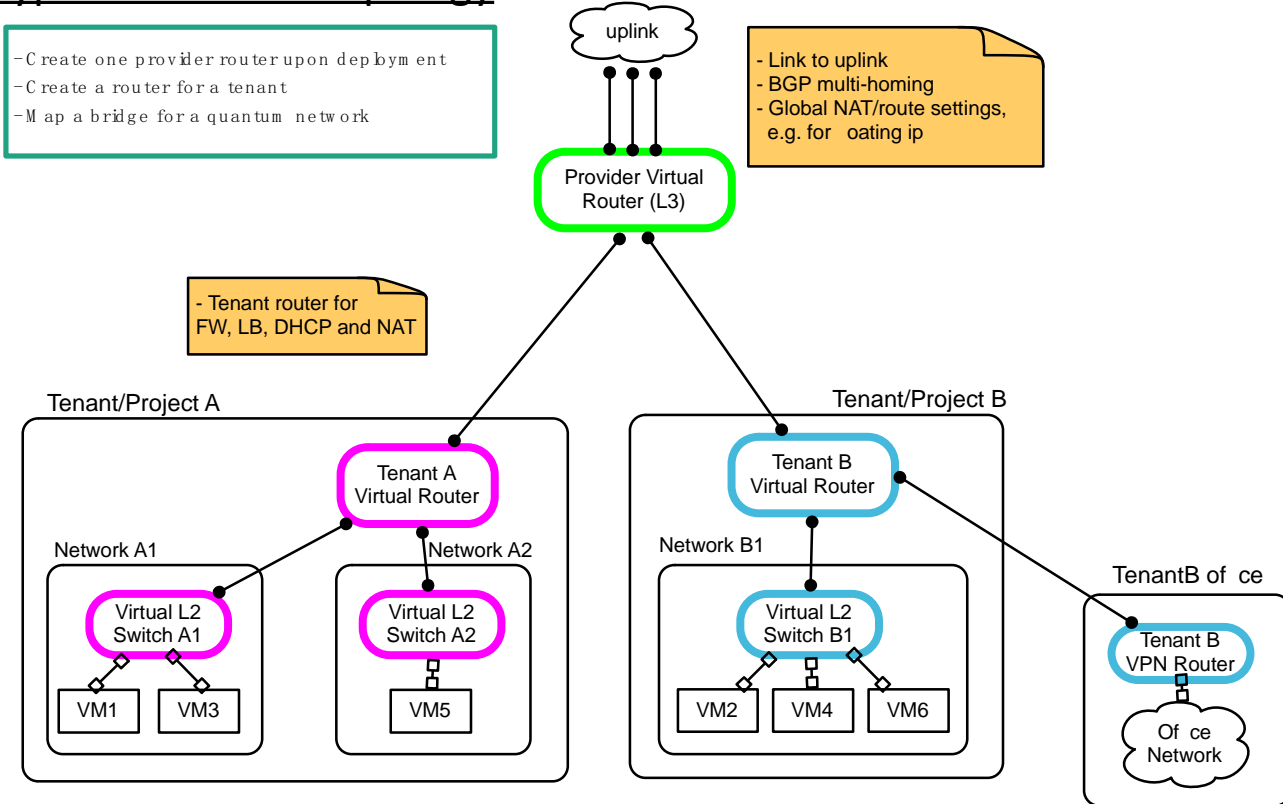 uplink
-Create one provider router upon deployment
-Create a router for a tenant
-Map a bridge for a quantum network
- Link to uplink
- BGP multi-homing
- Global NAT/route settings,
e.g. for oating ip
Provider Virtual
Router (L3)
- Tenant router for
FW, LB, DHCP and NAT
Tenant/Project A
Tenant/Project B
Tenant A
Virtual Router
Tenant B
Virtual Router
Network A1
Network A2
Network B1
TenantB of ce
Virtual L2
Switch A1
Virtual L2
Switch A2
Virtual L2
Switch B1
Tenant B
VPN Router
VM1
VM3
VM5
VM2
VM4
VM6
Of ce
Network